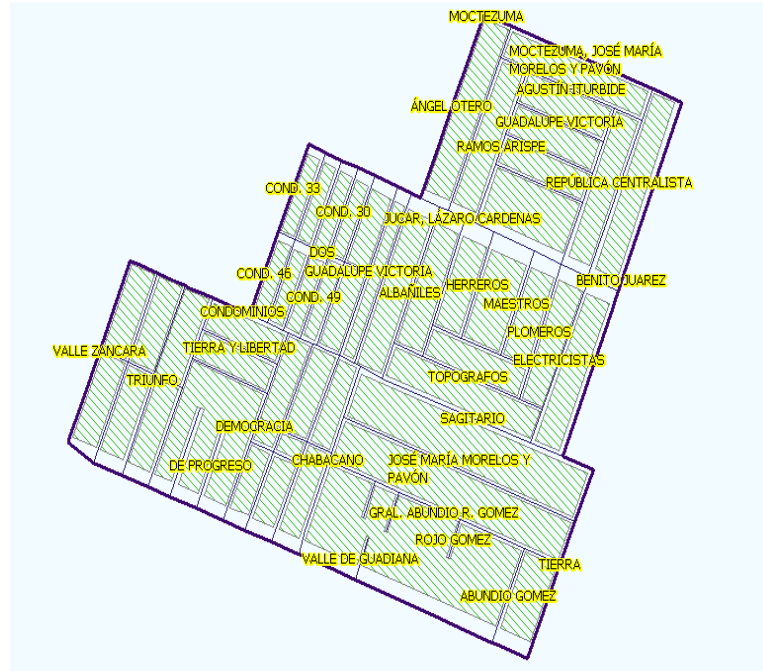 MOCTEZUMA
MOCTEZUMA, JOSÉ MARÍA
MORELOS Y PAVÓN
AGUSTÍN ITURBIDE
ÁNGEL OTERO
GUADALUPE VICTORIA
RAMOS ARISPE
REPÚBLICA CENTRALISTA
COND. 33
COND. 30
JUCAR, LÁZARO CARDENAS
DOS
COND. 46
GUADALUPE VICTORIA
BENITO JUAREZ
HERREROS
ALBAÑILES
COND. 49
MAESTROS
CONDOMINIOS
PLOMEROS
TIERRA Y LIBERTAD
VALLE ZANCARA
ELECTRICISTAS
TRIUNFO
TOPOGRAFOS
SAGITARIO
DEMOCRACIA
CHABACANO
JOSÉ MARÍA MORELOS Y
PAVÓN
DE PROGRESO
GRAL. ABUNDIO R. GOMEZ
ROJO GOMEZ
VALLE DE GUADIANA
TIERRA
ABUNDIO GOMEZ